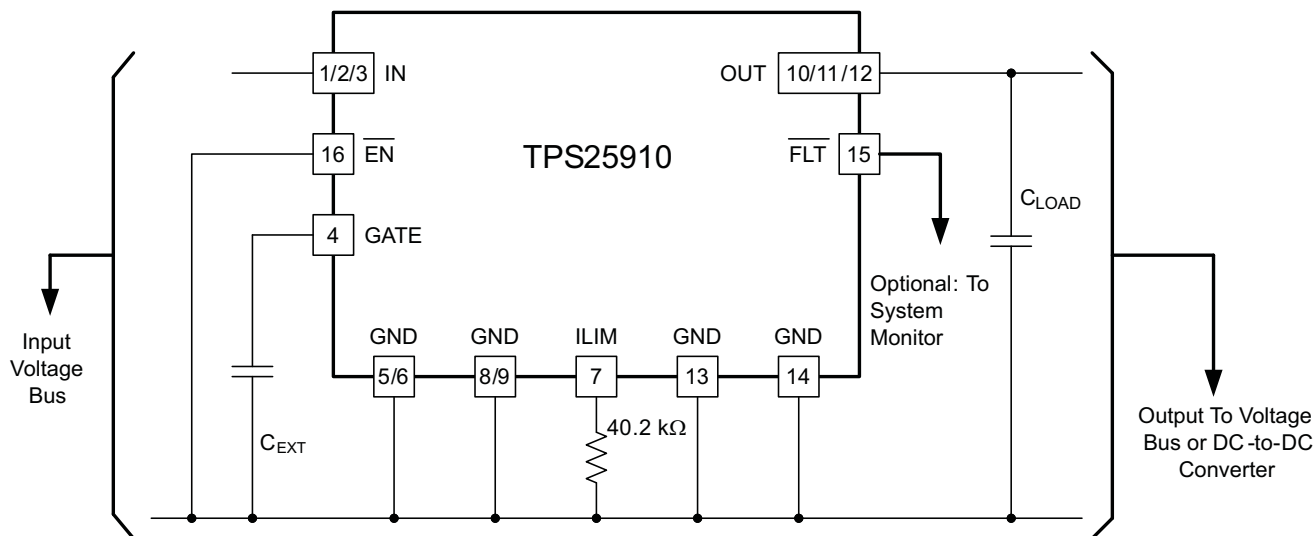 1/2/3 IN
OUT 10/11/12
16 EN
TPS25910
FLT 15
4 GATE
CLOAD
Optional: To
System
Monitor
Input
Voltage
Bus
GND
5/6
GND
8/9
ILIM
7
GND
13
GND
14
CEXT
40.2 kΩ
Output To Voltage
Bus or DC-to-DC
Converter